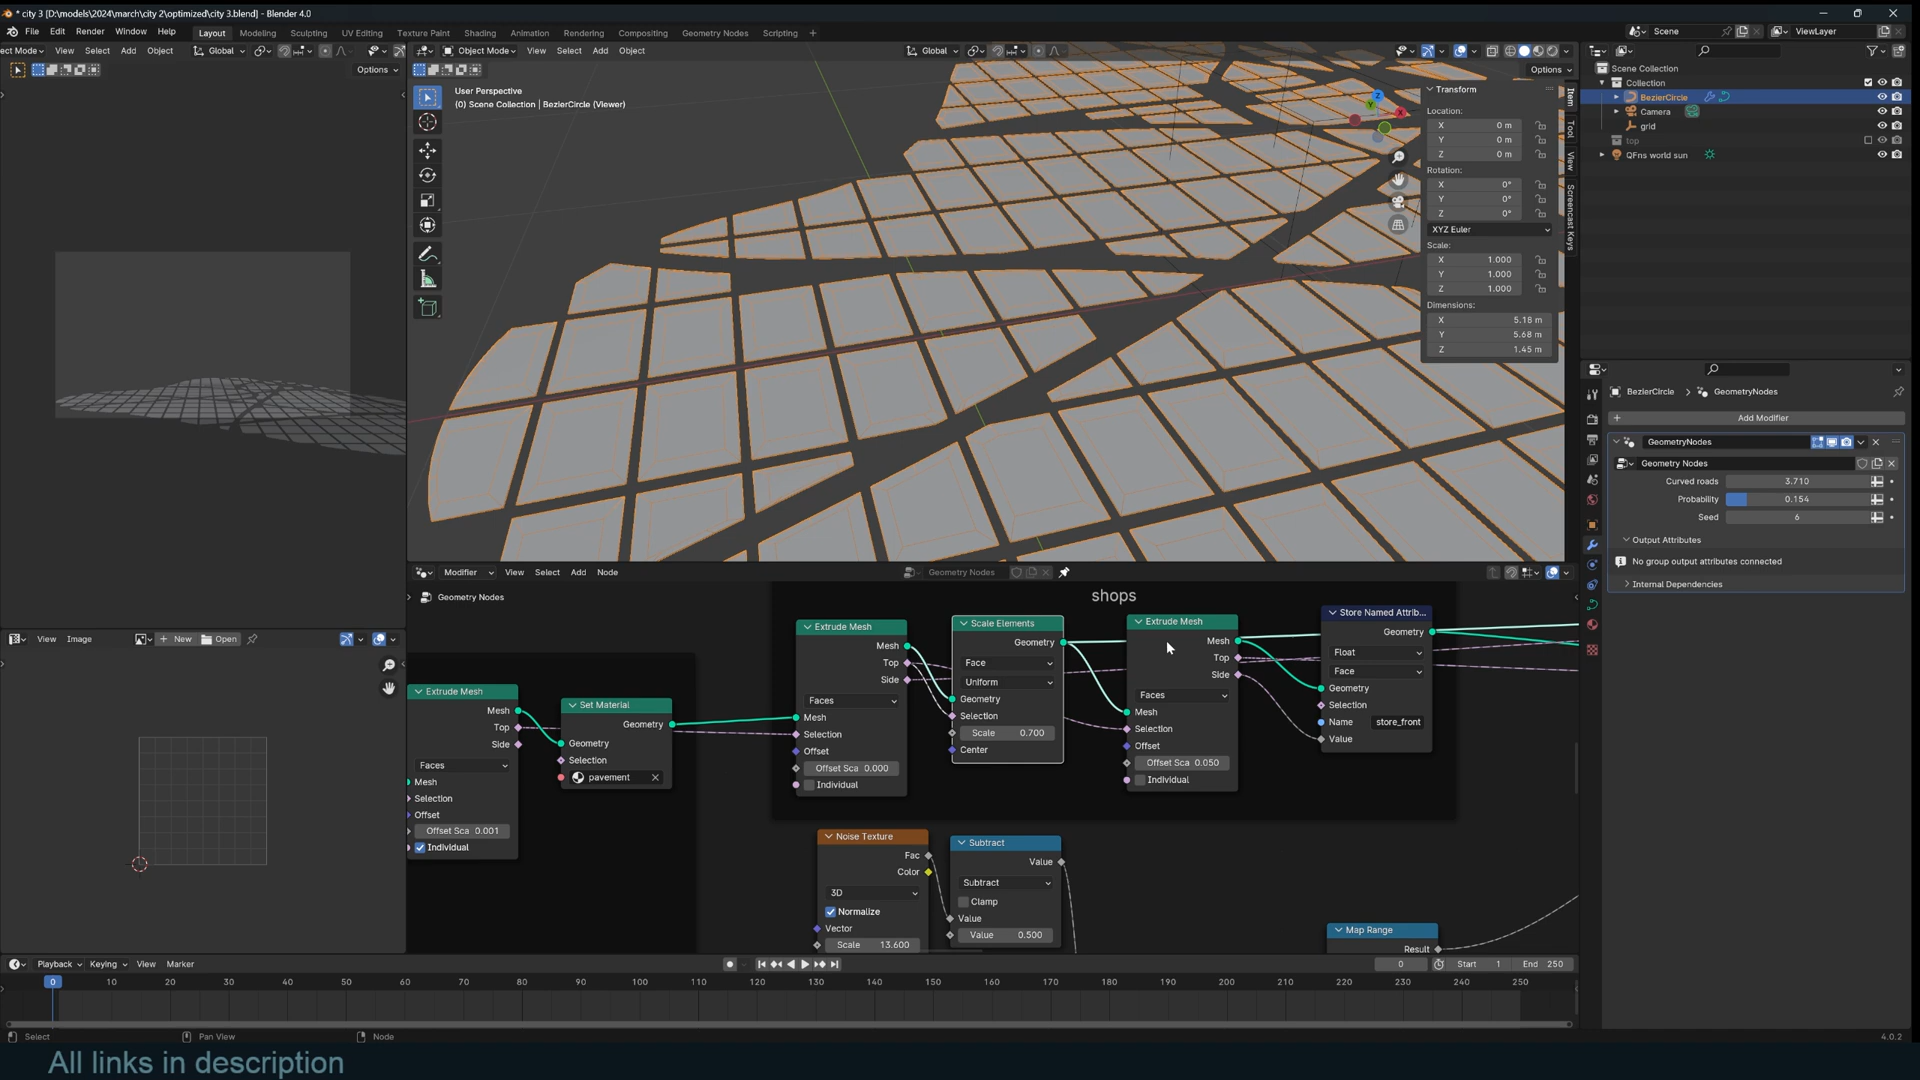 * city 3 [D:\models\2024\march\city 2\optimized\city 3.blend] - Blender 4.0
File Edit Render Window Help Layout Modeling Sculpting UV Editing Texture Paint Shading Animation Rendering Compositing Geometry Nodes Scripting + Scene ViewLayer
ect Mode View Select Add Object Global Object Mode View Select Add Object Global
Options Options
User Perspective
(0) Scene Collection | BezierCircle (Viewer)
Transform
Location:
X 0 m
Y 0 m
Z 0 m
Rotation:
X 0°
Y 0°
Z 0°
XYZ Euler
Scale:
X 1.000
Y 1.000
Z 1.000
Dimensions:
X 5.18 m
Y 5.68 m
Z 1.45 m
Item
Tool
View
Screencast Keys
Z
Y
X
Scene Collection
Collection
BezierCircle
Camera
grid
top
QFns world sun
BezierCircle > GeometryNodes
+ Add Modifier
GeometryNodes
Geometry Nodes
Curved roads 3.710
Probability 0.154
Seed 6
Output Attributes
No group output attributes connected
Internal Dependencies
Modifier View Select Add Node Geometry Nodes
Geometry Nodes
shops
View Image + New Open
Extrude Mesh
Mesh
Top
Side
Faces
Mesh
Selection
Offset
Offset Sca 0.001
Individual
Set Material
Geometry
Geometry
Selection
pavement
Extrude Mesh
Mesh
Top
Side
Faces
Mesh
Selection
Offset
Offset Sca 0.000
Individual
Scale Elements
Geometry
Face
Uniform
Geometry
Selection
Scale 0.700
Center
Extrude Mesh
Mesh
Top
Side
Faces
Mesh
Selection
Offset
Offset Sca 0.050
Individual
Store Named Attrib...
Geometry
Float
Face
Geometry
Selection
Name store_front
Value
Noise Texture
Fac
Color
3D
Normalize
Vector
Scale 13.600
Subtract
Value
Subtract
Clamp
Value
Value 0.500
Map Range
Result
Playback Keying View Marker 0 Start 1 End 250
0 10 20 30 40 50 60 70 80 90 100 110 120 130 140 150 160 170 180 190 200 210 220 230 240 250
Select Pan View Node 4.0.2
All links in description